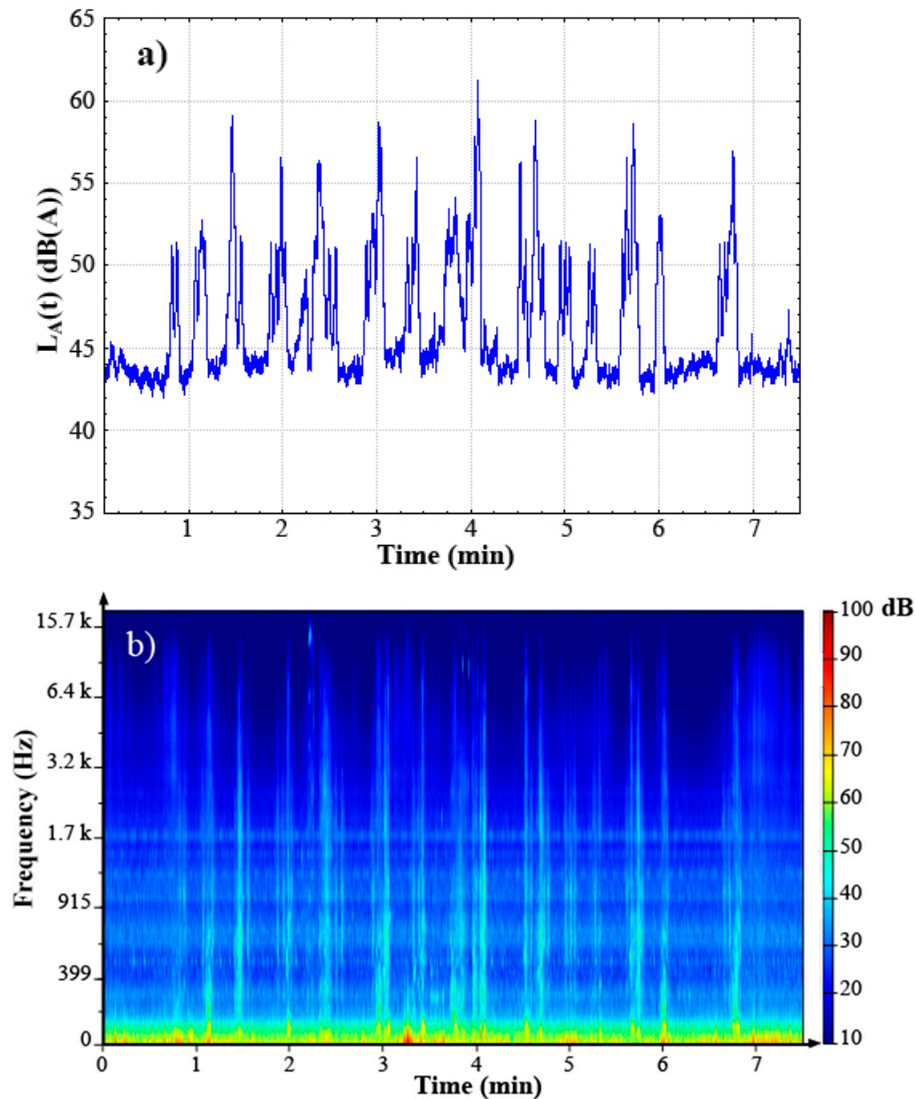 a)
65
60
55
50
45
40
35
L_A(t) (dB(A))
1 2 3 4 5 6 7
Time (min)
b)
15.7 k
6.4 k
3.2 k
1.7 k
915
399
0
Frequency (Hz)
0 1 2 3 4 5 6 7
Time (min)
100 dB
90
80
70
60
50
40
30
20
10